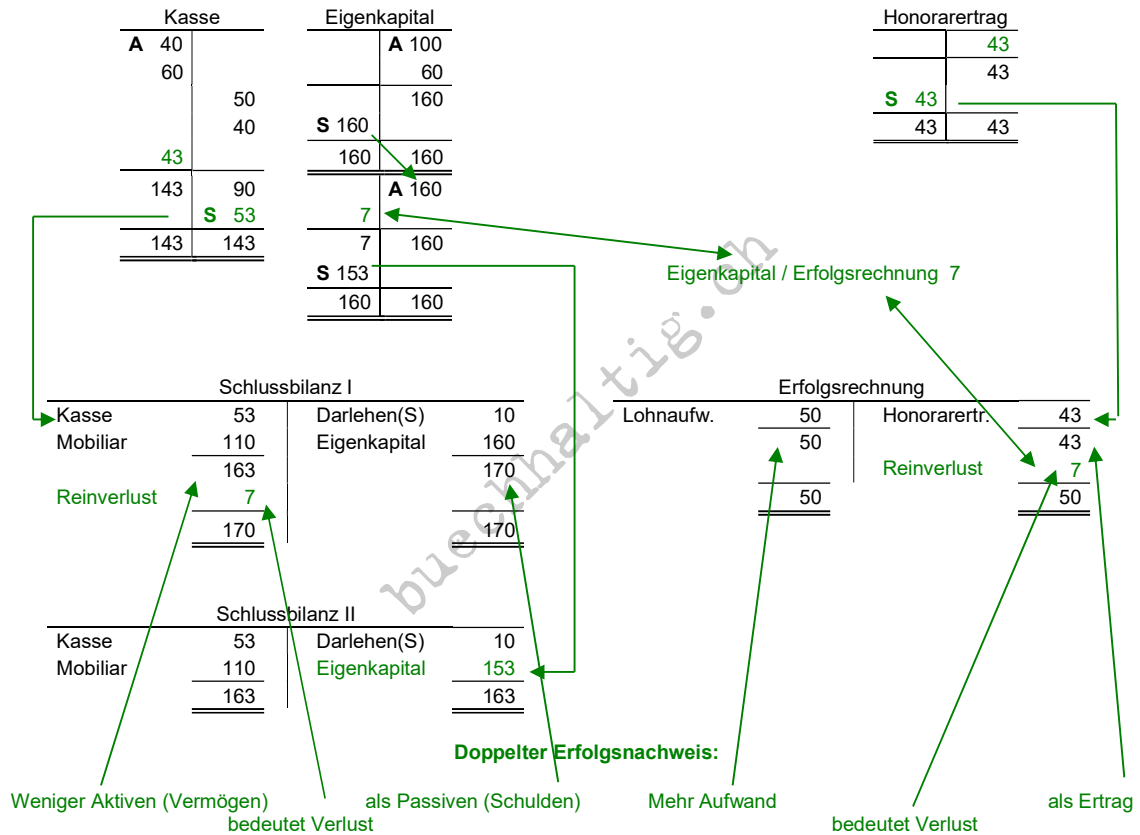 Kasse Eigenkapital Honorarertrag
A 40 A 100 43
60 60 43
50 160
S 43
40 S 160 43 43
43 160 160
143 90 A 160
S 53 7
143 143 7 160
S 153 Eigenkapital / Erfolgsrechnung 7
160 160
buechhaltig.ch
Schlussbilanz I Erfolgsrechnung
Kasse 53 Darlehen(S) 10 Lohnaufw. 50 Honorarertr. 43
Mobiliar 110 Eigenkapital 160 50 43
163 170 Reinverlust 7
Reinverlust 7 50 50
170 170
Schlussbilanz II
Kasse 53 Darlehen(S) 10
Mobiliar 110 Eigenkapital 153
163 163
Doppelter Erfolgsnachweis:
Weniger Aktiven (Vermögen) als Passiven (Schulden) Mehr Aufwand als Ertrag
bedeutet Verlust bedeutet Verlust